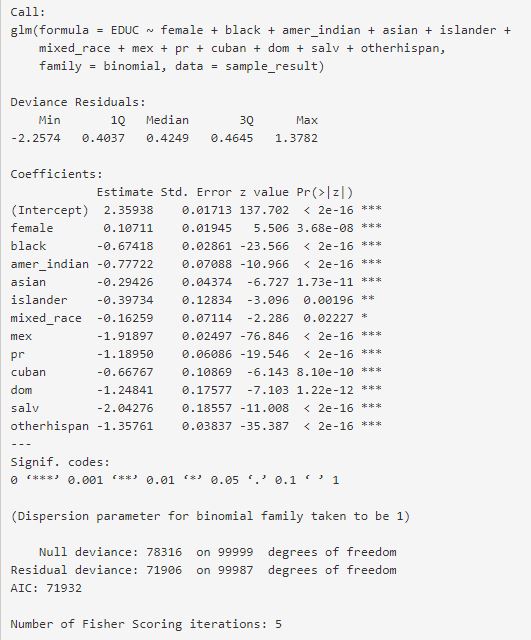 Call:
glm(formula = EDUC ~ female + black + amer_indian + asian + islander +
    mixed_race + mex + pr + cuban + dom + salv + otherhispan,
    family = binomial, data = sample_result)

Deviance Residuals:
    Min       1Q   Median       3Q      Max
-2.2574   0.4037   0.4249   0.4645   1.3782

Coefficients:
            Estimate Std. Error z value Pr(>|z|)
(Intercept)  2.35938    0.01713 137.702  < 2e-16 ***
female       0.10711    0.01945   5.506 3.68e-08 ***
black       -0.67418    0.02861 -23.566  < 2e-16 ***
amer_indian -0.77722    0.07088 -10.966  < 2e-16 ***
asian       -0.29426    0.04374  -6.727 1.73e-11 ***
islander    -0.39734    0.12834  -3.096  0.00196 **
mixed_race  -0.16259    0.07114  -2.286  0.02227 *
mex         -1.91897    0.02497 -76.846  < 2e-16 ***
pr          -1.18950    0.06086 -19.546  < 2e-16 ***
cuban       -0.66767    0.10869  -6.143 8.10e-10 ***
dom         -1.24841    0.17577  -7.103 1.22e-12 ***
salv        -2.04276    0.18557 -11.008  < 2e-16 ***
otherhispan -1.35761    0.03837 -35.387  < 2e-16 ***
---
Signif. codes:
0 ‘***’ 0.001 ‘**’ 0.01 ‘*’ 0.05 ‘.’ 0.1 ‘ ’ 1

(Dispersion parameter for binomial family taken to be 1)

    Null deviance: 78316  on 99999  degrees of freedom
Residual deviance: 71906  on 99987  degrees of freedom
AIC: 71932

Number of Fisher Scoring iterations: 5